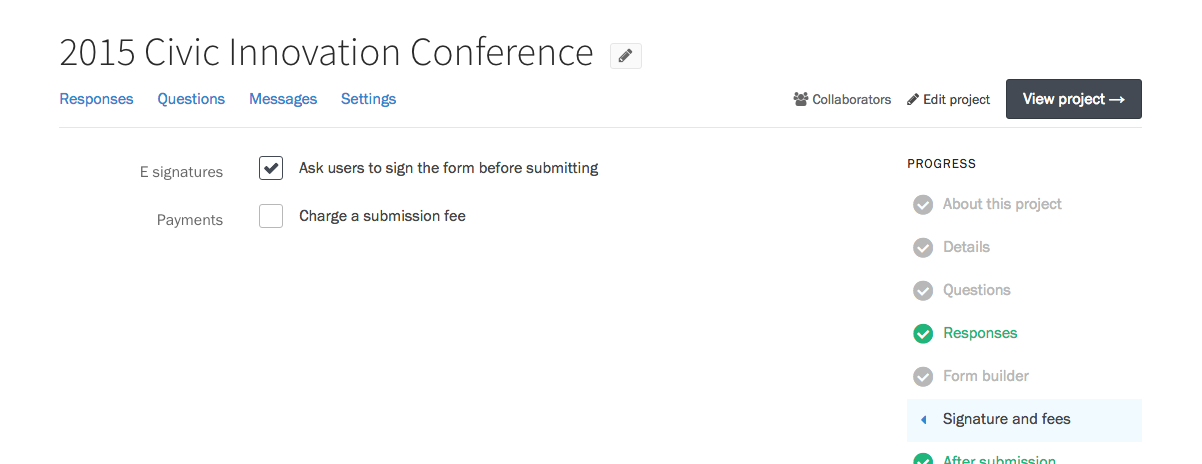 2015 Civic Innovation Conference
Responses Questions Messages Settings Collaborators Edit project View project →
E signatures Ask users to sign the form before submitting
Payments Charge a submission fee
PROGRESS
About this project
Details
Questions
Responses
Form builder
Signature and fees
After submission